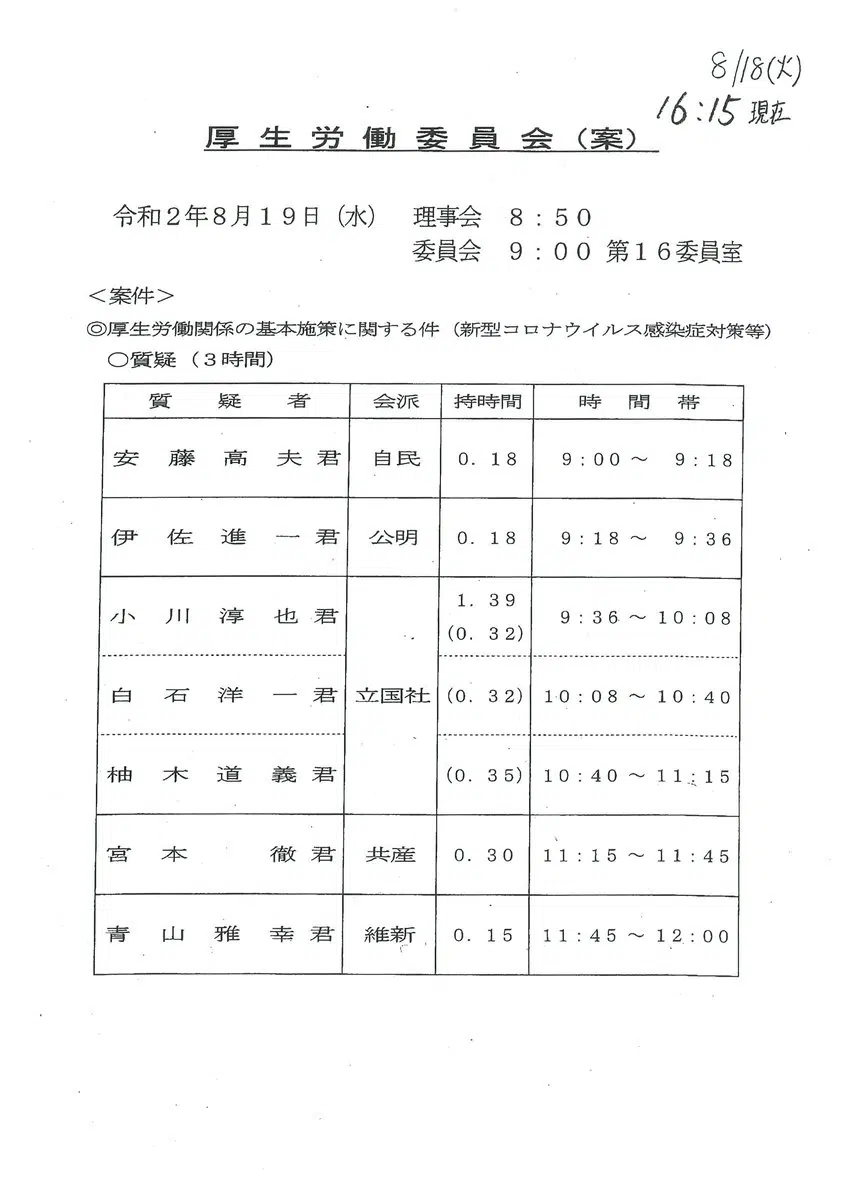 8/18(火)
16:15 現在
厚生労働委員会(案)
令和2年8月19日(水) 理事会 8:50
委員会 9:00 第16委員室
<案件>
◎厚生労働関係の基本施策に関する件(新型コロナウイルス感染症対策等)
○質疑(3時間)
質疑者 会派 持時間 時間帯
安藤高夫君 自民 0.18 9:00~ 9:18
伊佐進一君 公明 0.18 9:18~ 9:36
小川淳也君 1.39 (0.32) 9:36~10:08
白石洋一君 立国社 (0.32) 10:08~10:40
柚木道義君 (0.35) 10:40~11:15
宮本 徹君 共産 0.30 11:15~11:45
青山雅幸君 維新 0.15 11:45~12:00